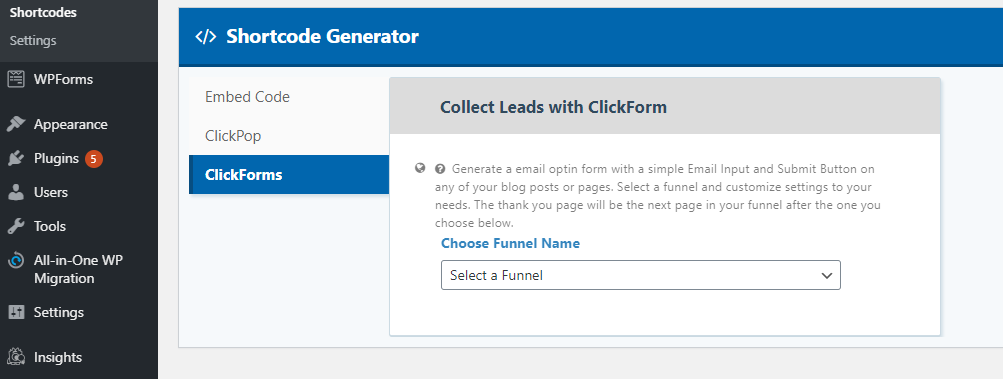 Shortcodes
Settings
WPForms
Appearance
Plugins 5
Users
Tools
All-in-One WP
Migration
Settings
Insights
</> Shortcode Generator
Embed Code
ClickPop
ClickForms
Collect Leads with ClickForm
Generate a email optin form with a simple Email Input and Submit Button on
any of your blog posts or pages. Select a funnel and customize settings to your
needs. The thank you page will be the next page in your funnel after the one you
choose below.
Choose Funnel Name
Select a Funnel